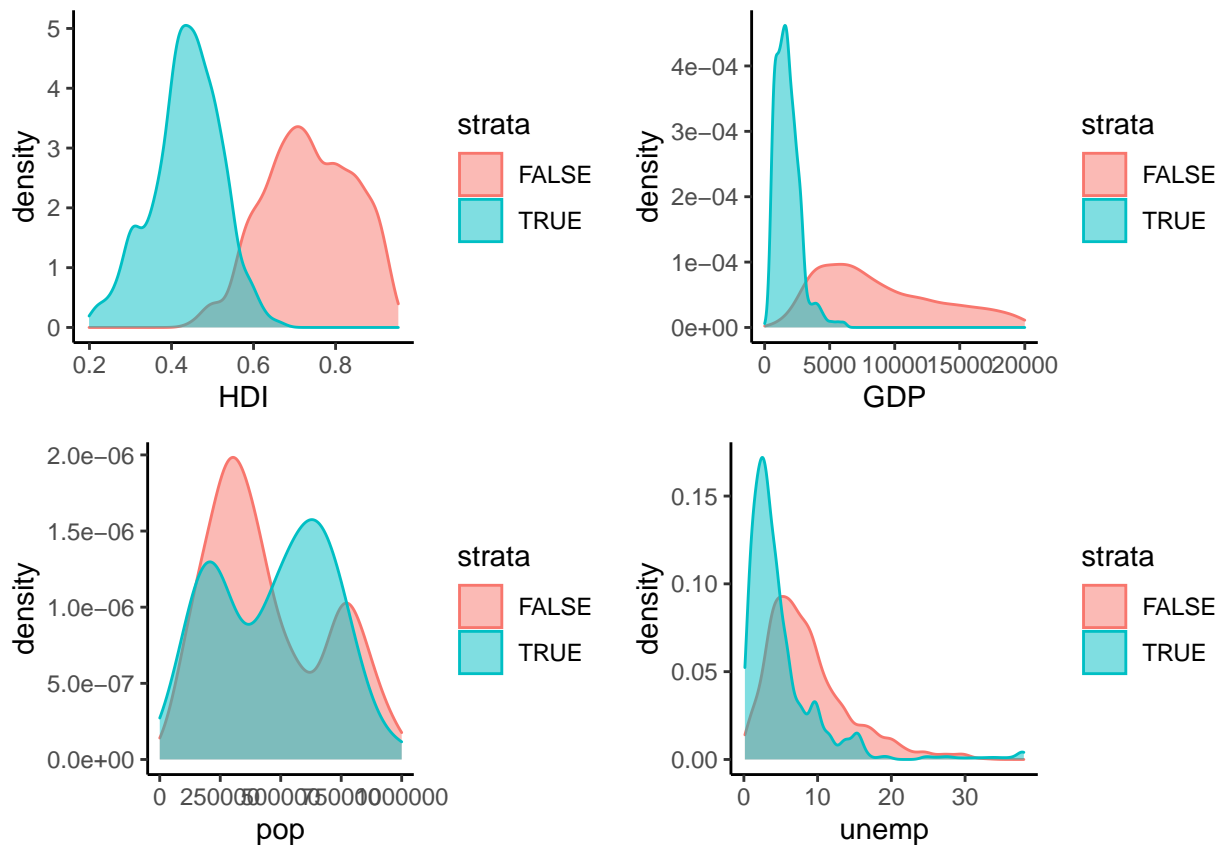 5
4
3
2
1
0
density
0.2 0.4 0.6 0.8
HDI
strata
FALSE
TRUE
4e−04
3e−04
2e−04
1e−04
0e+00
density
0 5000 10000 15000 20000
GDP
strata
FALSE
TRUE
2.0e−06
1.5e−06
1.0e−06
5.0e−07
0.0e+00
density
0 250000 500000 750000 1000000
pop
strata
FALSE
TRUE
0.15
0.10
0.05
0.00
density
0 10 20 30
unemp
strata
FALSE
TRUE